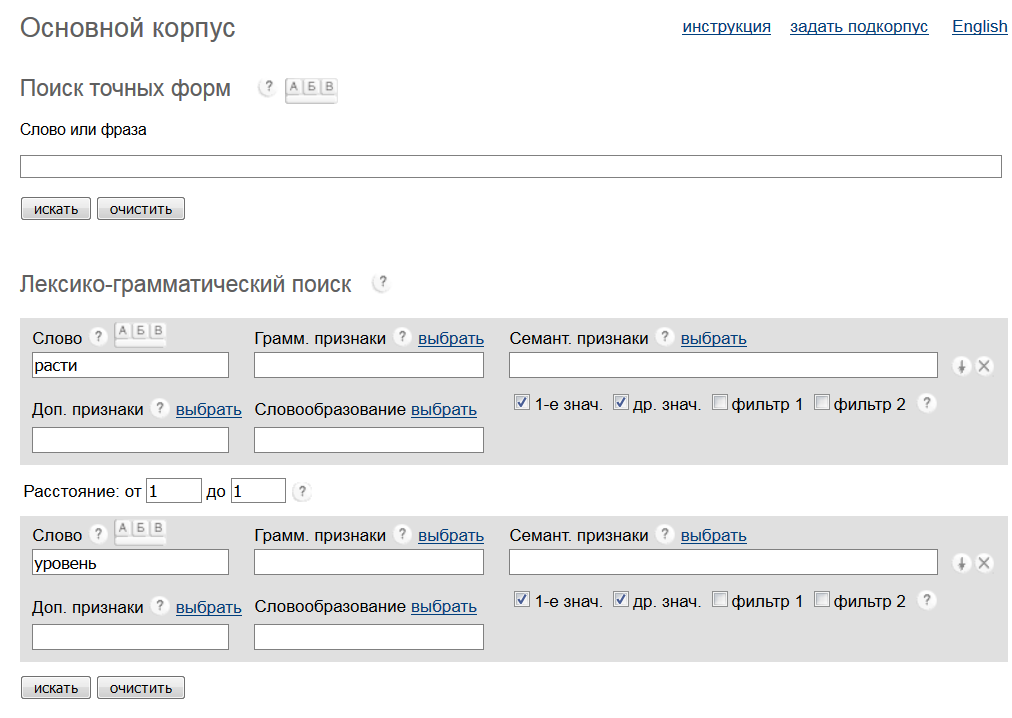 Основной корпус инструкция задать подкорпус English
Поиск точных форм ? А Б В
Слово или фраза
искать очистить
Лексико-грамматический поиск ?
Слово ? А Б В Грамм. признаки ? выбрать Семант. признаки ? выбрать
расти
Доп. признаки ? выбрать Словообразование выбрать 1-е знач. др. знач. фильтр 1 фильтр 2 ?
Расстояние: от 1 до 1 ?
Слово ? А Б В Грамм. признаки ? выбрать Семант. признаки ? выбрать
уровень
Доп. признаки ? выбрать Словообразование выбрать 1-е знач. др. знач. фильтр 1 фильтр 2 ?
искать очистить